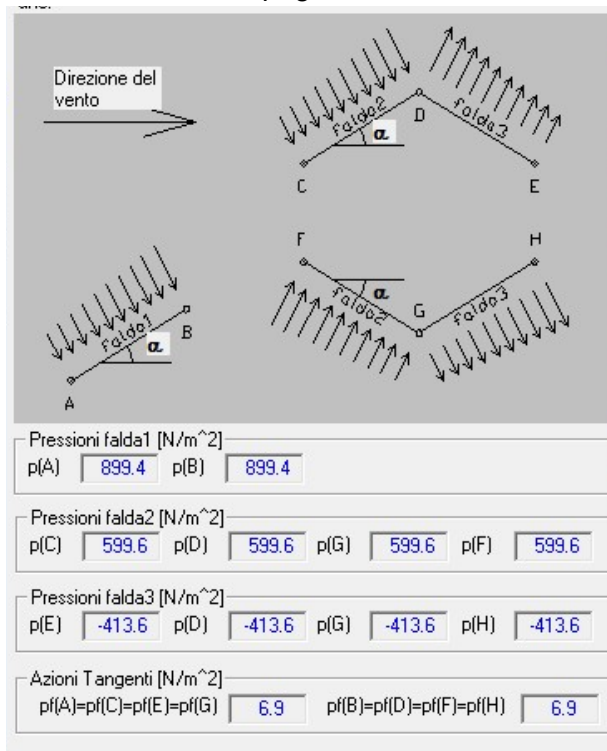 Direzione del
vento
falda2
D
falda3
α
C
E
F
H
falda1
B
α
A
falda2
α
G
falda3
Pressioni falda1 [N/m^2]
p(A) 899.4 p(B) 899.4
Pressioni falda2 [N/m^2]
p(C) 599.6 p(D) 599.6 p(G) 599.6 p(F) 599.6
Pressioni falda3 [N/m^2]
p(E) -413.6 p(D) -413.6 p(G) -413.6 p(H) -413.6
Azioni Tangenti [N/m^2]
pf(A)=pf(C)=pf(E)=pf(G) 6.9 pf(B)=pf(D)=pf(F)=pf(H) 6.9